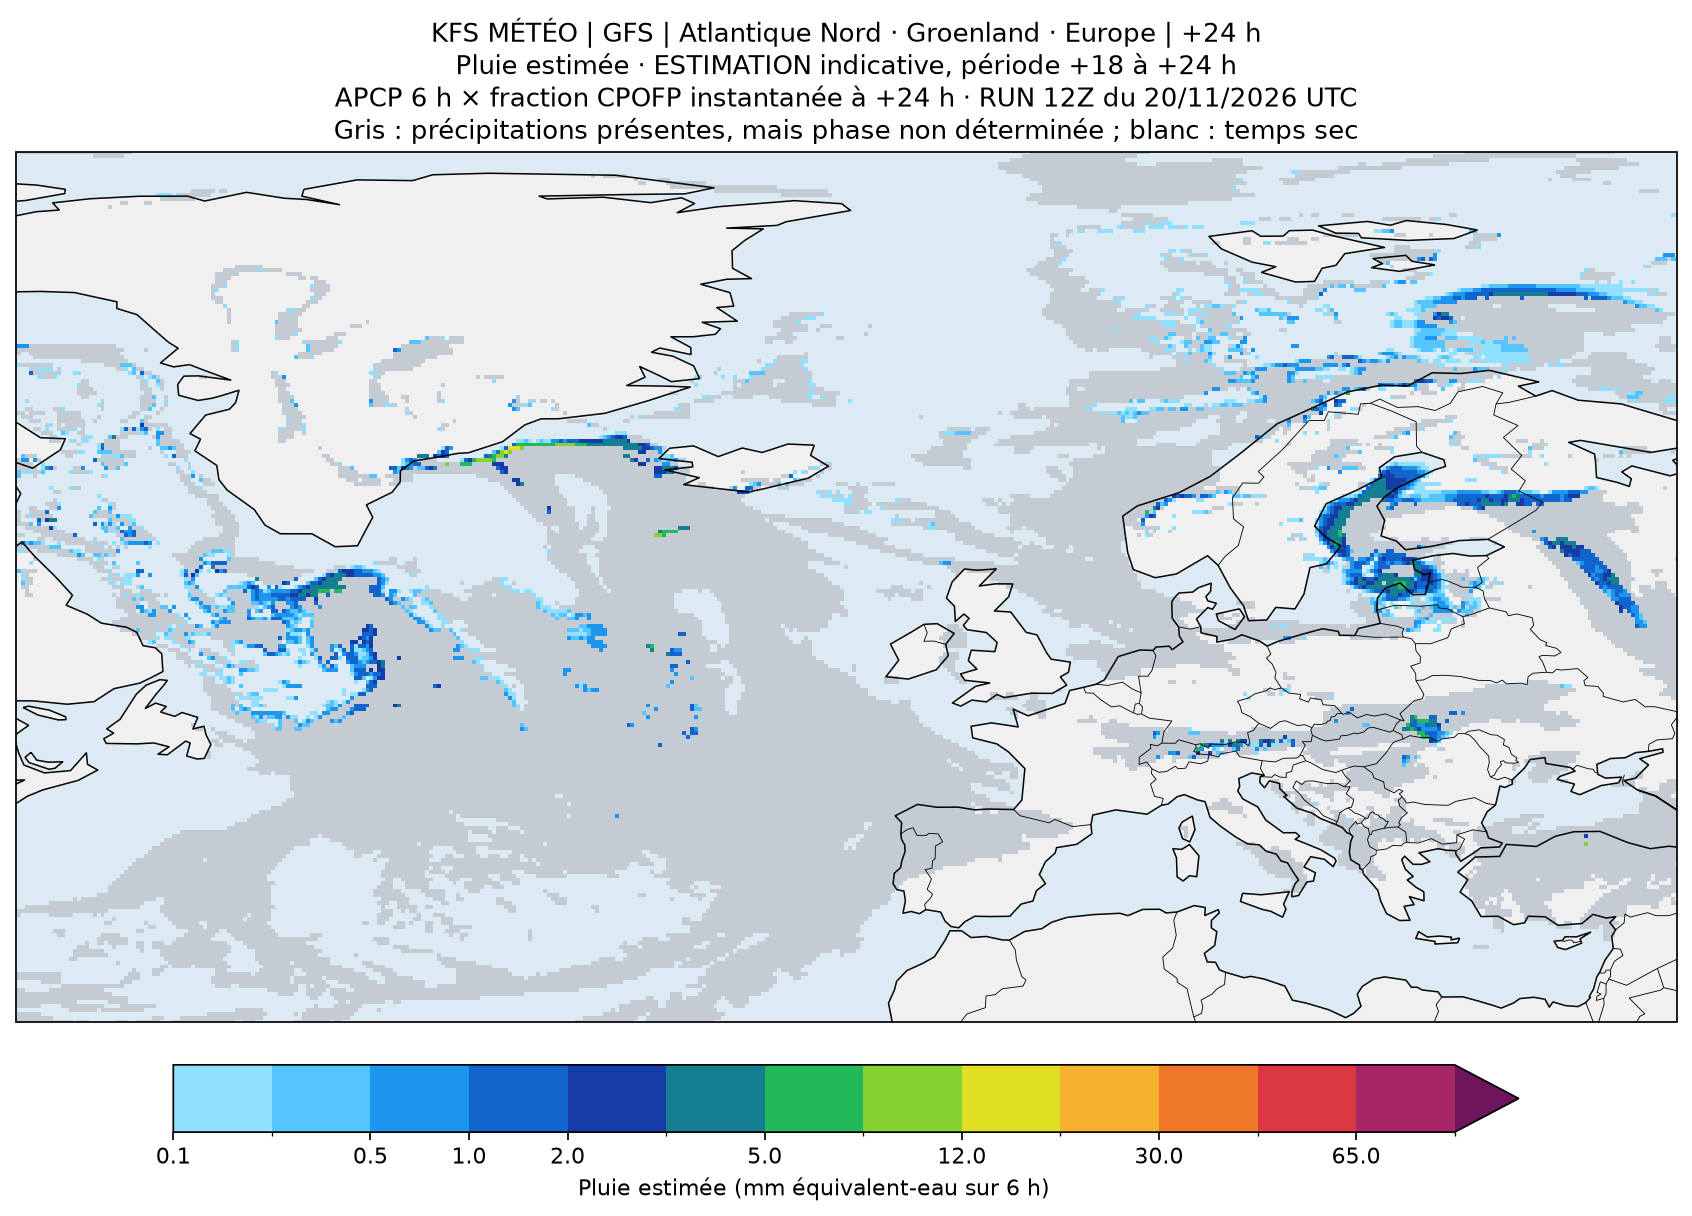 KFS MÉTÉO | GFS | Atlantique Nord · Groenland · Europe | +24 h
Pluie estimée · ESTIMATION indicative, période +18 à +24 h
APCP 6 h × fraction CPOFP instantanée à +24 h · RUN 12Z du 20/11/2026 UTC
Gris : précipitations présentes, mais phase non déterminée ; blanc : temps sec
0.1 0.5 1.0 2.0 5.0 12.0 30.0 65.0
Pluie estimée (mm équivalent-eau sur 6 h)